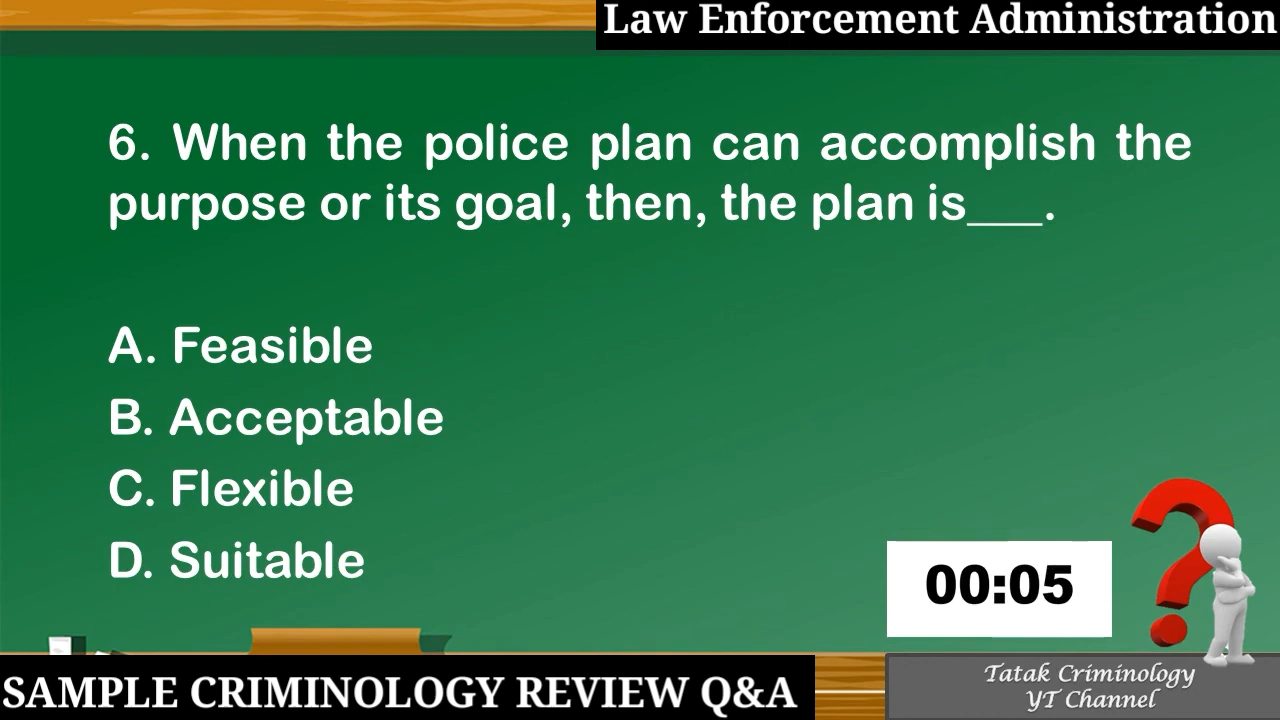 Law Enforcement Administration
6. When the police plan can accomplish the
purpose or its goal, then, the plan is___.
A. Feasible
B. Acceptable
C. Flexible
D. Suitable
00:05
SAMPLE CRIMINOLOGY REVIEW Q&A
Tatak Criminology
YT Channel